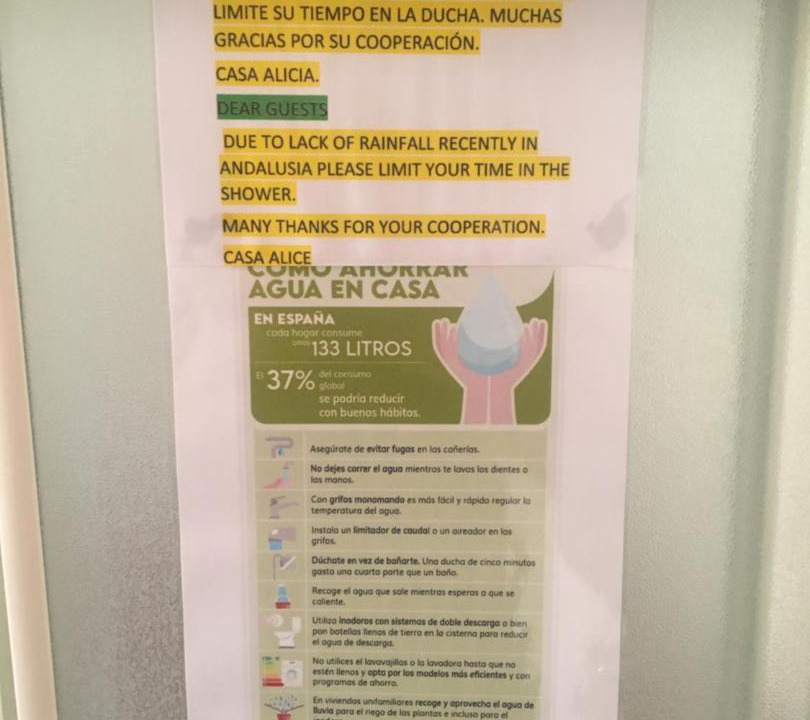 LIMITE SU TIEMPO EN LA DUCHA. MUCHAS
GRACIAS POR SU COOPERACIÓN.
CASA ALICIA.
DEAR GUESTS
DUE TO LACK OF RAINFALL RECENTLY IN
ANDALUSIA PLEASE LIMIT YOUR TIME IN THE
SHOWER.
MANY THANKS FOR YOUR COOPERATION.
CASA ALICE
COMO AHORRAR
AGUA EN CASA
EN ESPAÑA
cada hogar consume
unos 133 LITROS
El 37% del consumo
global
se podría reducir
con buenos hábitos.
Asegúrate de evitar fugas en las cañerías.
No dejes correr el agua mientras te lavas los dientes o
las manos.
Con grifos monomando es más fácil y rápido regular la
temperatura del agua.
Instala un limitador de caudal o un aireador en los
grifos.
Dúchate en vez de bañarte. Una ducha de cinco minutos
gasta una cuarta parte que un baño.
Recoge el agua que sale mientras esperas a que se
caliente.
Utiliza inodoros con sistemas de doble descarga o bien
pon botellas llenas de tierra en la cisterna para reducir
el agua de descarga.
No utilices el lavavajillas o la lavadora hasta que no
estén llenos y opta por los modelos más eficientes y con
programas de ahorro.
En viviendas unifamiliares recoge y aprovecha el agua de
lluvia para el riego de las plantas e incluso para el